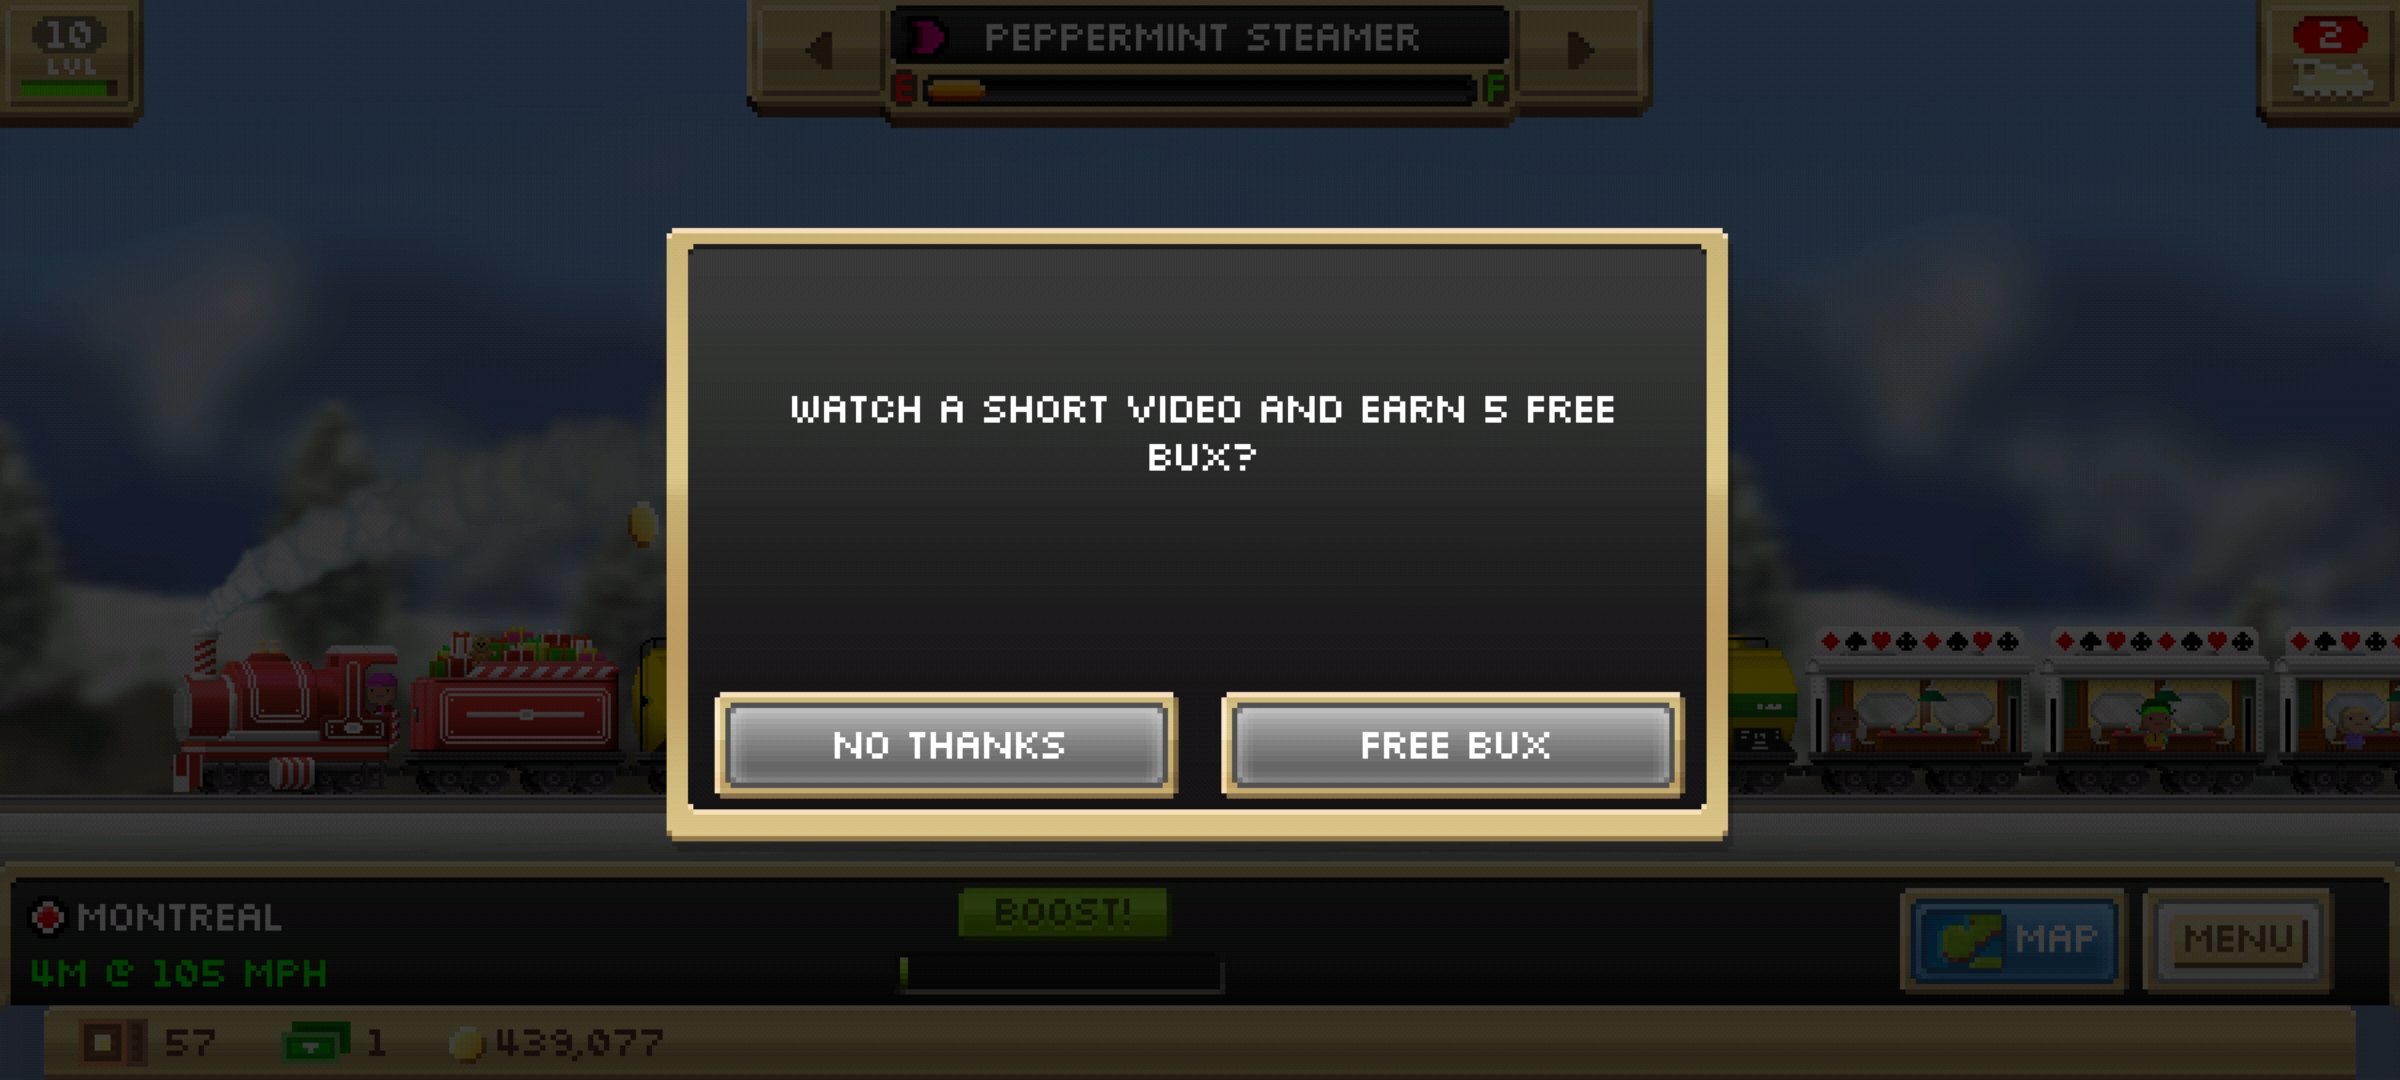 10
LVL
PEPPERMINT STEAMER
E
F
2
WATCH A SHORT VIDEO AND EARN 5 FREE
BUX?
NO THANKS
FREE BUX
MONTREAL
4M @ 105 MPH
BOOST!
MAP
MENU
57
1
439,077